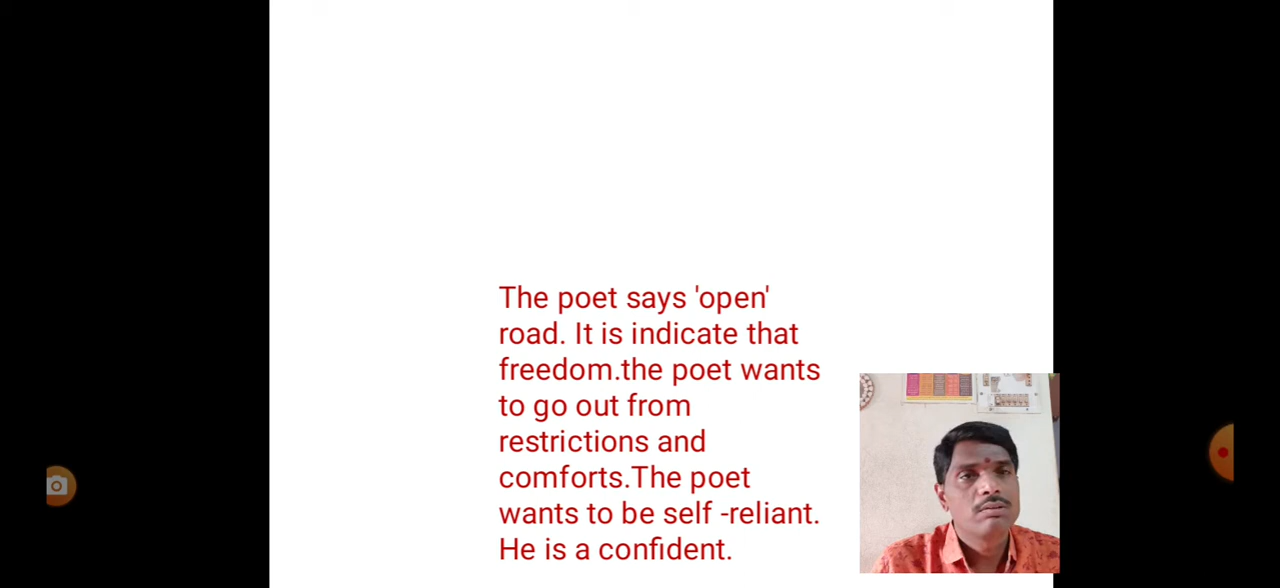 The poet says 'open'
road. It is indicate that
freedom.the poet wants
to go out from
restrictions and
comforts.The poet
wants to be self -reliant.
He is a confident.